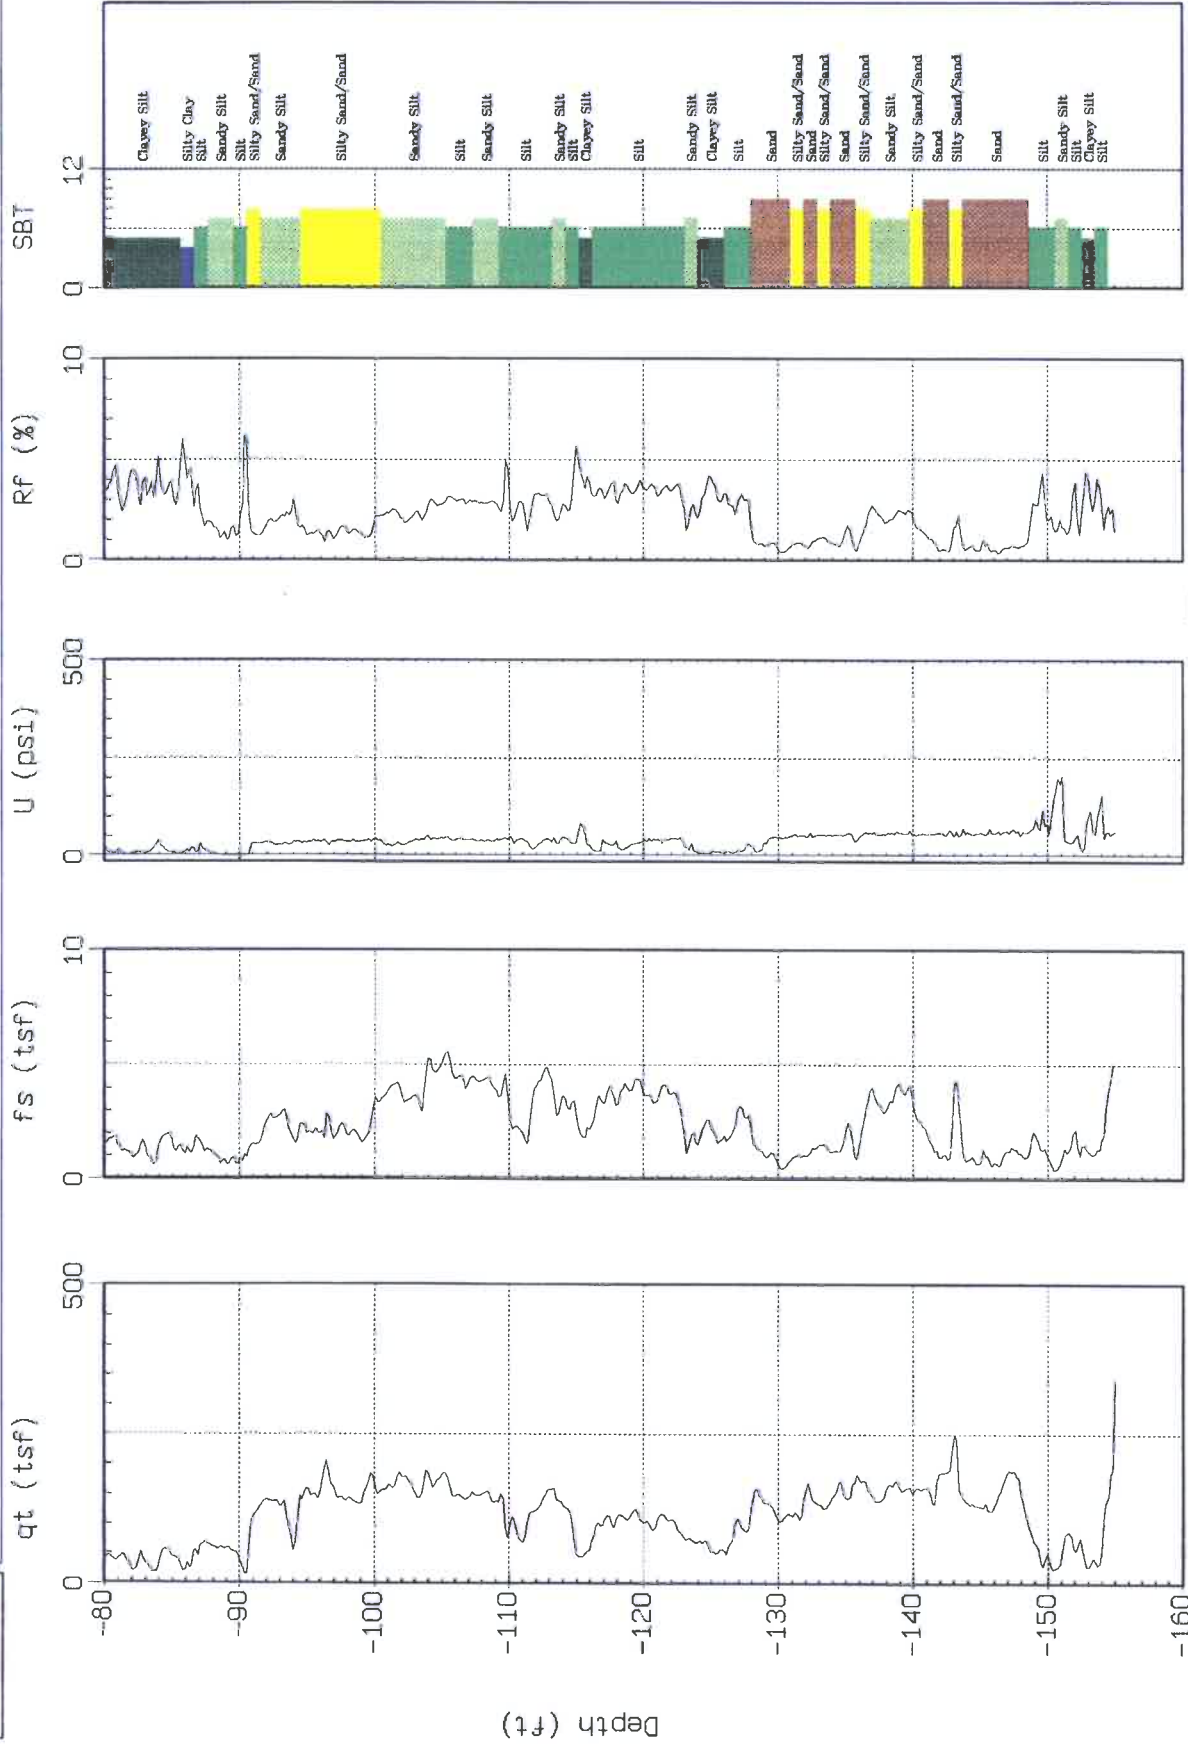 qt (tsf)
fs (tsf)
U (psi)
Rf (%)
SBT
0
500
0
10
0
500
0
10
0
12
-80
-90
-100
-110
-120
-130
-140
-150
-160
Depth (ft)
Clayey Silt
Silty Clay
Silt
Sandy Silt
Silt
Silty Sand/Sand
Sandy Silt
Silty Sand/Sand
Sandy Silt
Silt
Sandy Silt
Silt
Sandy Silt
Silt
Clayey Silt
Silt
Sandy Silt
Clayey Silt
Silt
Sand
Silty Sand/Sand
Sand
Silty Sand/Sand
Sand
Silty Sand/Sand
Sandy Silt
Silty Sand/Sand
Sand
Silty Sand/Sand
Sand
Silt
Sandy Silt
Silt
Clayey Silt
Silt